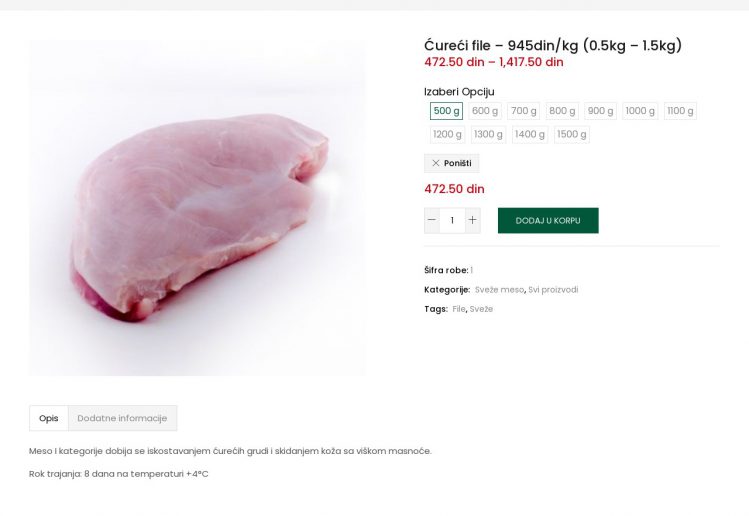 Ćureći file – 945din/kg (0.5kg – 1.5kg)
472.50 din – 1,417.50 din
Izaberi Opciju
500 g 600 g 700 g 800 g 900 g 1000 g 1100 g
1200 g 1300 g 1400 g 1500 g
Poništi
472.50 din
− 1 + DODAJ U KORPU
Šifra robe: 1
Kategorije: Sveže meso, Svi proizvodi
Tags: File, Sveže
Opis Dodatne informacije
Meso I kategorije dobija se iskostavanjem ćurećih grudi i skidanjem koža sa viškom masnoće.
Rok trajanja: 8 dana na temperaturi +4°C